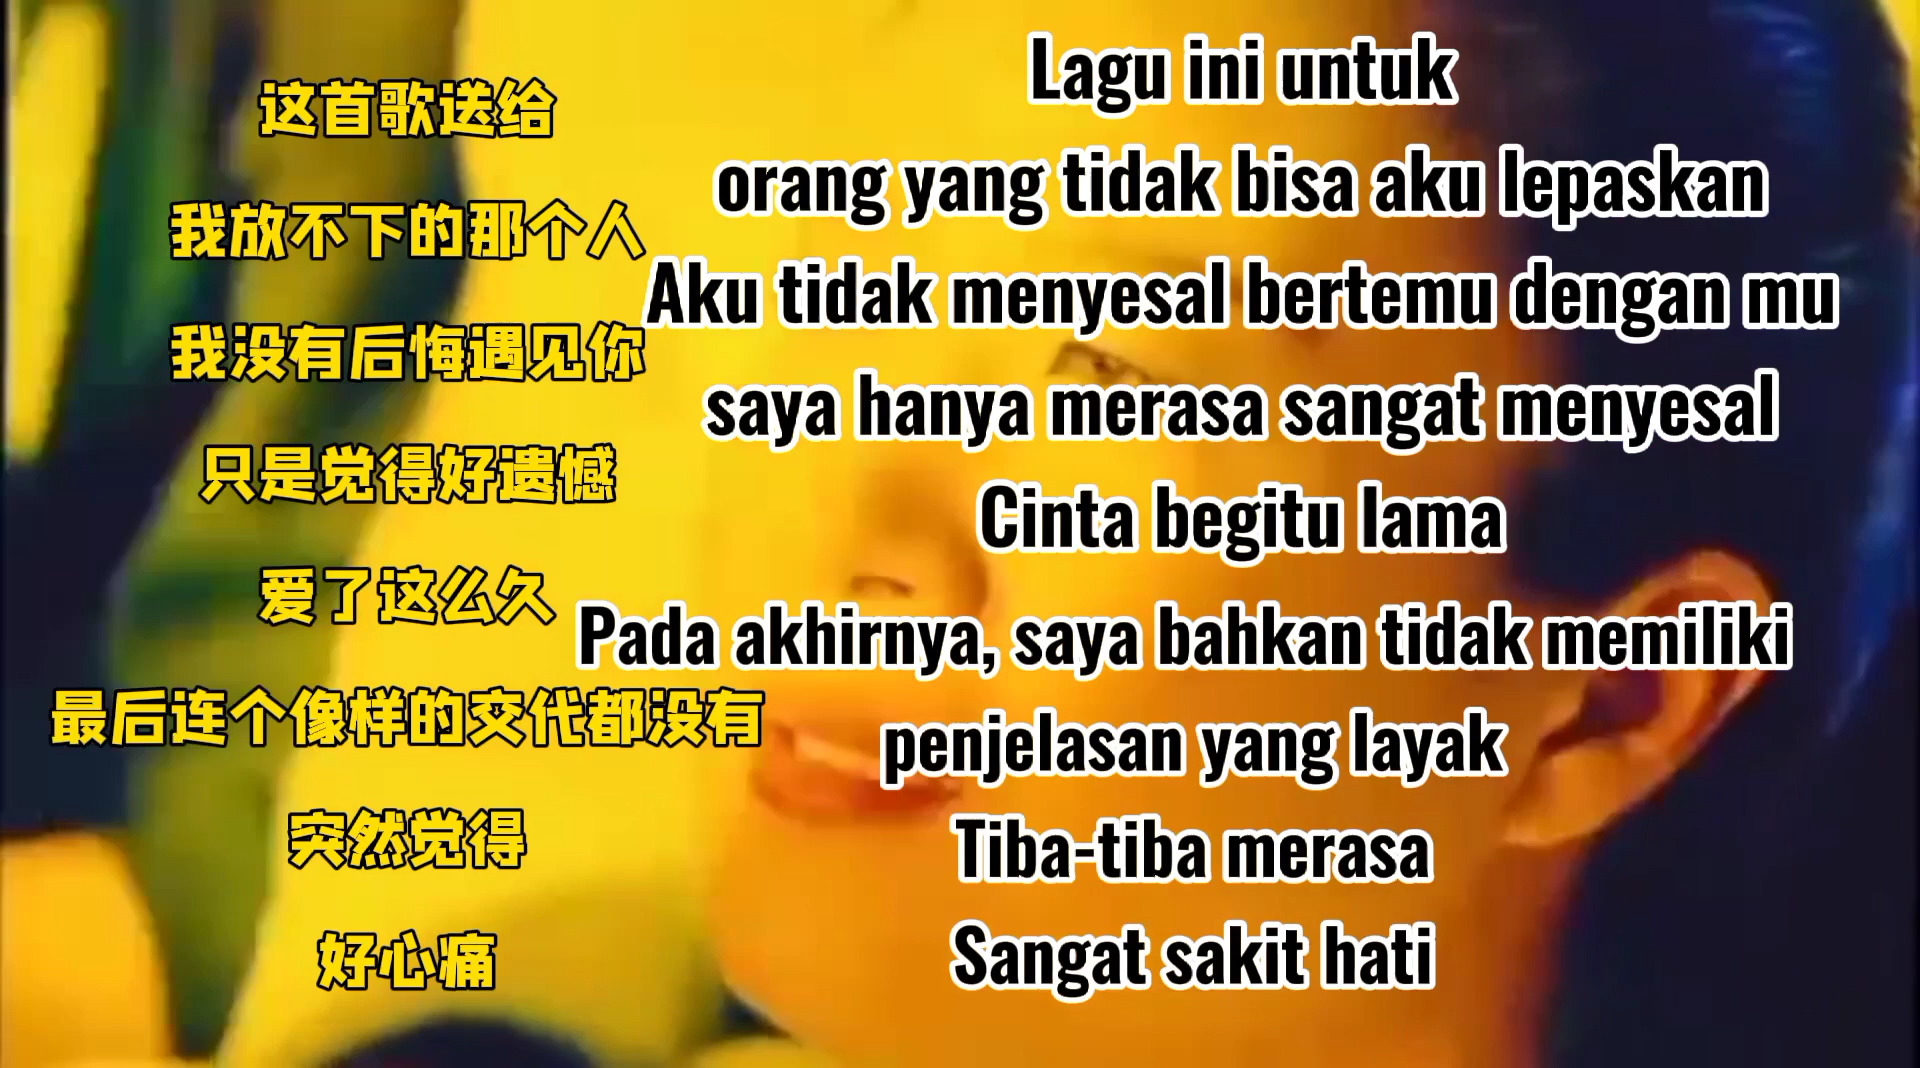 这首歌送给
我放不下的那个人
我没有后悔遇见你
只是觉得好遗憾
爱了这么久
最后连个像样的交代都没有
突然觉得
好心痛
Lagu ini untuk
orang yang tidak bisa aku lepaskan
Aku tidak menyesal bertemu dengan mu
saya hanya merasa sangat menyesal
Cinta begitu lama
Pada akhirnya, saya bahkan tidak memiliki
penjelasan yang layak
Tiba-tiba merasa
Sangat sakit hati